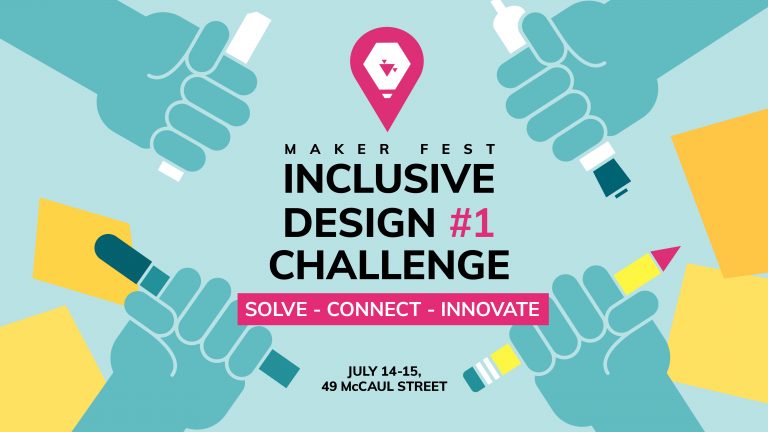 MAKER FEST
INCLUSIVE
DESIGN #1
CHALLENGE
SOLVE - CONNECT - INNOVATE
JULY 14-15,
49 McCAUL STREET